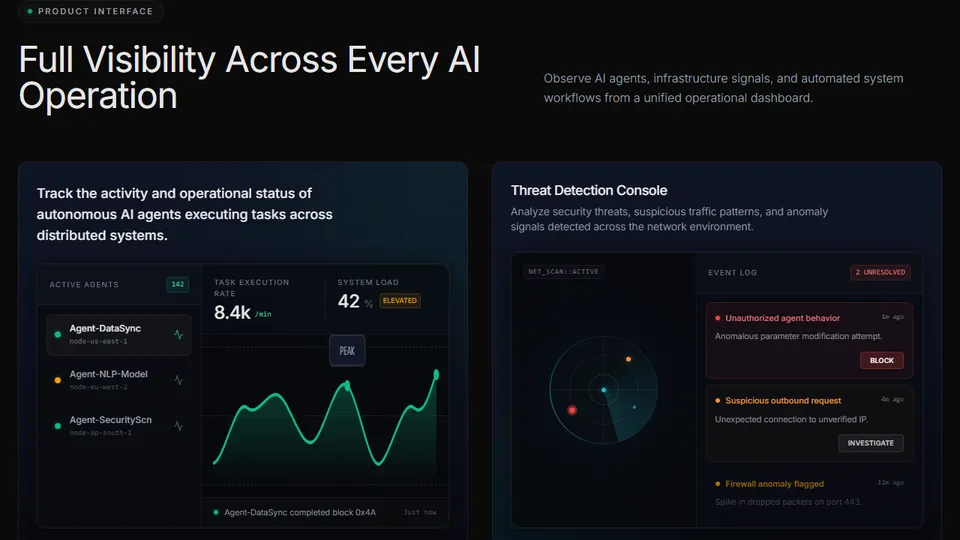 PRODUCT INTERFACE
Full Visibility Across Every AI
Operation
Observe AI agents, infrastructure signals, and automated system
workflows from a unified operational dashboard.
Track the activity and operational status of
autonomous AI agents executing tasks across
distributed systems.
ACTIVE AGENTS
142
Agent-DataSync
node-us-east-1
Agent-NLP-Model
node-eu-west-2
Agent-SecurityScn
node-ap-south-1
TASK EXECUTION
RATE
8.4k /min
SYSTEM LOAD
42 % ELEVATED
PEAK
Agent-DataSync completed block 0x4A
Just now
Threat Detection Console
Analyze security threats, suspicious traffic patterns, and anomaly
signals detected across the network environment.
NET_SCAN::ACTIVE
EVENT LOG
2 UNRESOLVED
Unauthorized agent behavior
1m ago
Anomalous parameter modification attempt.
BLOCK
Suspicious outbound request
4m ago
Unexpected connection to unverified IP.
INVESTIGATE
Firewall anomaly flagged
12m ago
Spike in dropped packets on port 443.